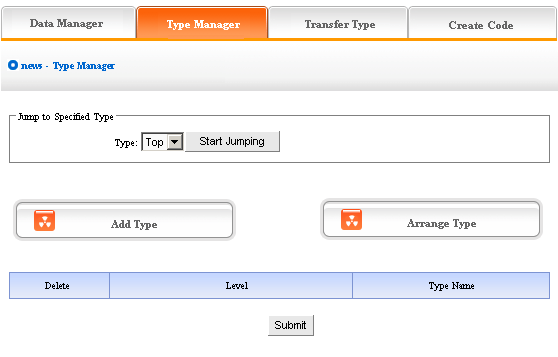 Data Manager Type Manager Transfer Type Create Code
news - Type Manager
Jump to Specified Type
Type: Top Start Jumping
Add Type Arrange Type
Delete Level Type Name
Submit